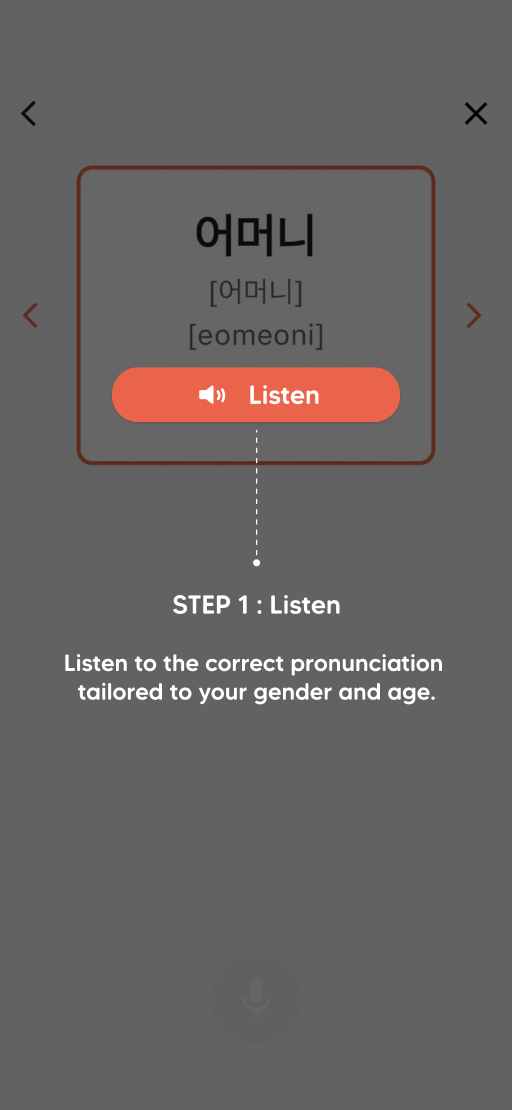 어머니
[어머니]
[eomeoni]
Listen
STEP 1 : Listen
Listen to the correct pronunciation
tailored to your gender and age.